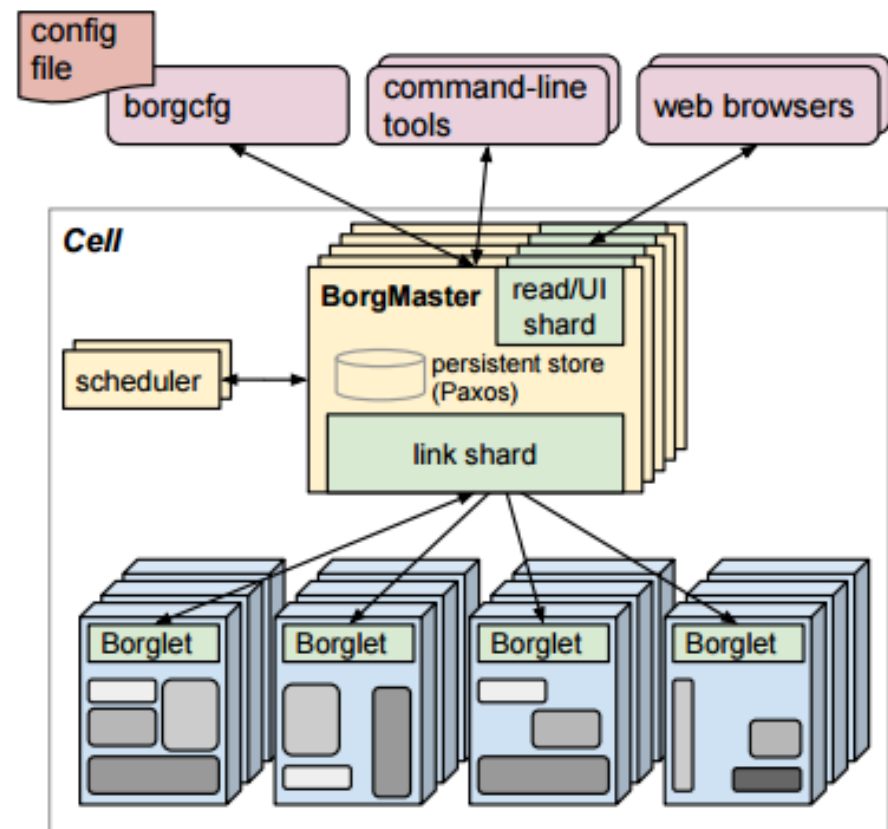 config
file
borgcfg
command-line
tools
web browsers
Cell
BorgMaster
read/UI
shard
persistent store
(Paxos)
scheduler
link shard
Borglet
Borglet
Borglet
Borglet